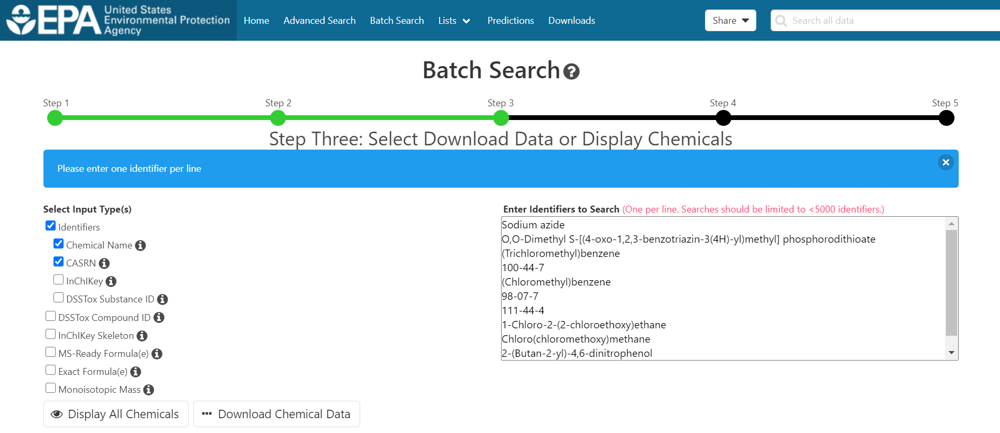 EPA United States
Environmental Protection
Agency
Home Advanced Search Batch Search Lists Predictions Downloads Share Search all data
Batch Search
Step 1 Step 2 Step 3 Step 4 Step 5
Step Three: Select Download Data or Display Chemicals
Please enter one identifier per line
Select Input Type(s)
Identifiers
Chemical Name
CASRN
InChIKey
DSSTox Substance ID
DSSTox Compound ID
InChIKey Skeleton
MS-Ready Formula(e)
Exact Formula(e)
Monoisotopic Mass
Display All Chemicals
Download Chemical Data
Enter Identifiers to Search (One per line. Searches should be limited to <5000 identifiers.)
Sodium azide
O,O-Dimethyl S-[(4-oxo-1,2,3-benzotriazin-3(4H)-yl)methyl] phosphorodithioate
(Trichloromethyl)benzene
100-44-7
(Chloromethyl)benzene
98-07-7
111-44-4
1-Chloro-2-(2-chloroethoxy)ethane
Chloro(chloromethoxy)methane
2-(Butan-2-yl)-4,6-dinitrophenol